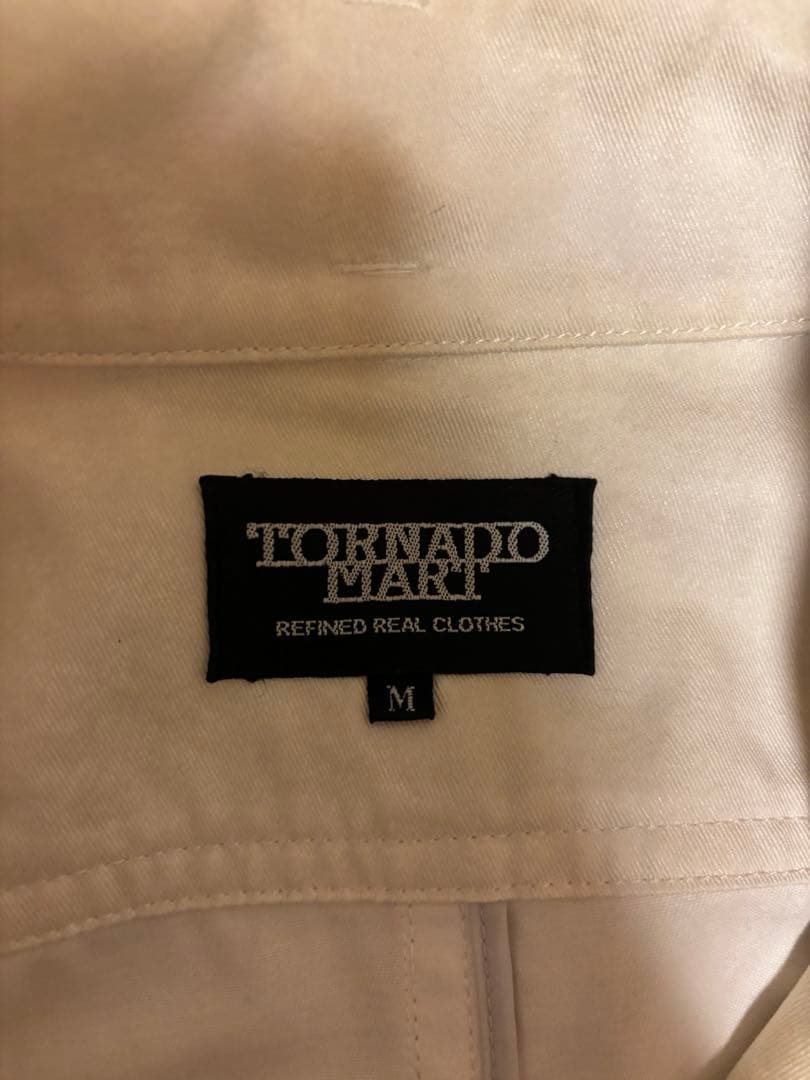 TORNADO
MART
REFINED REAL CLOTHES
M